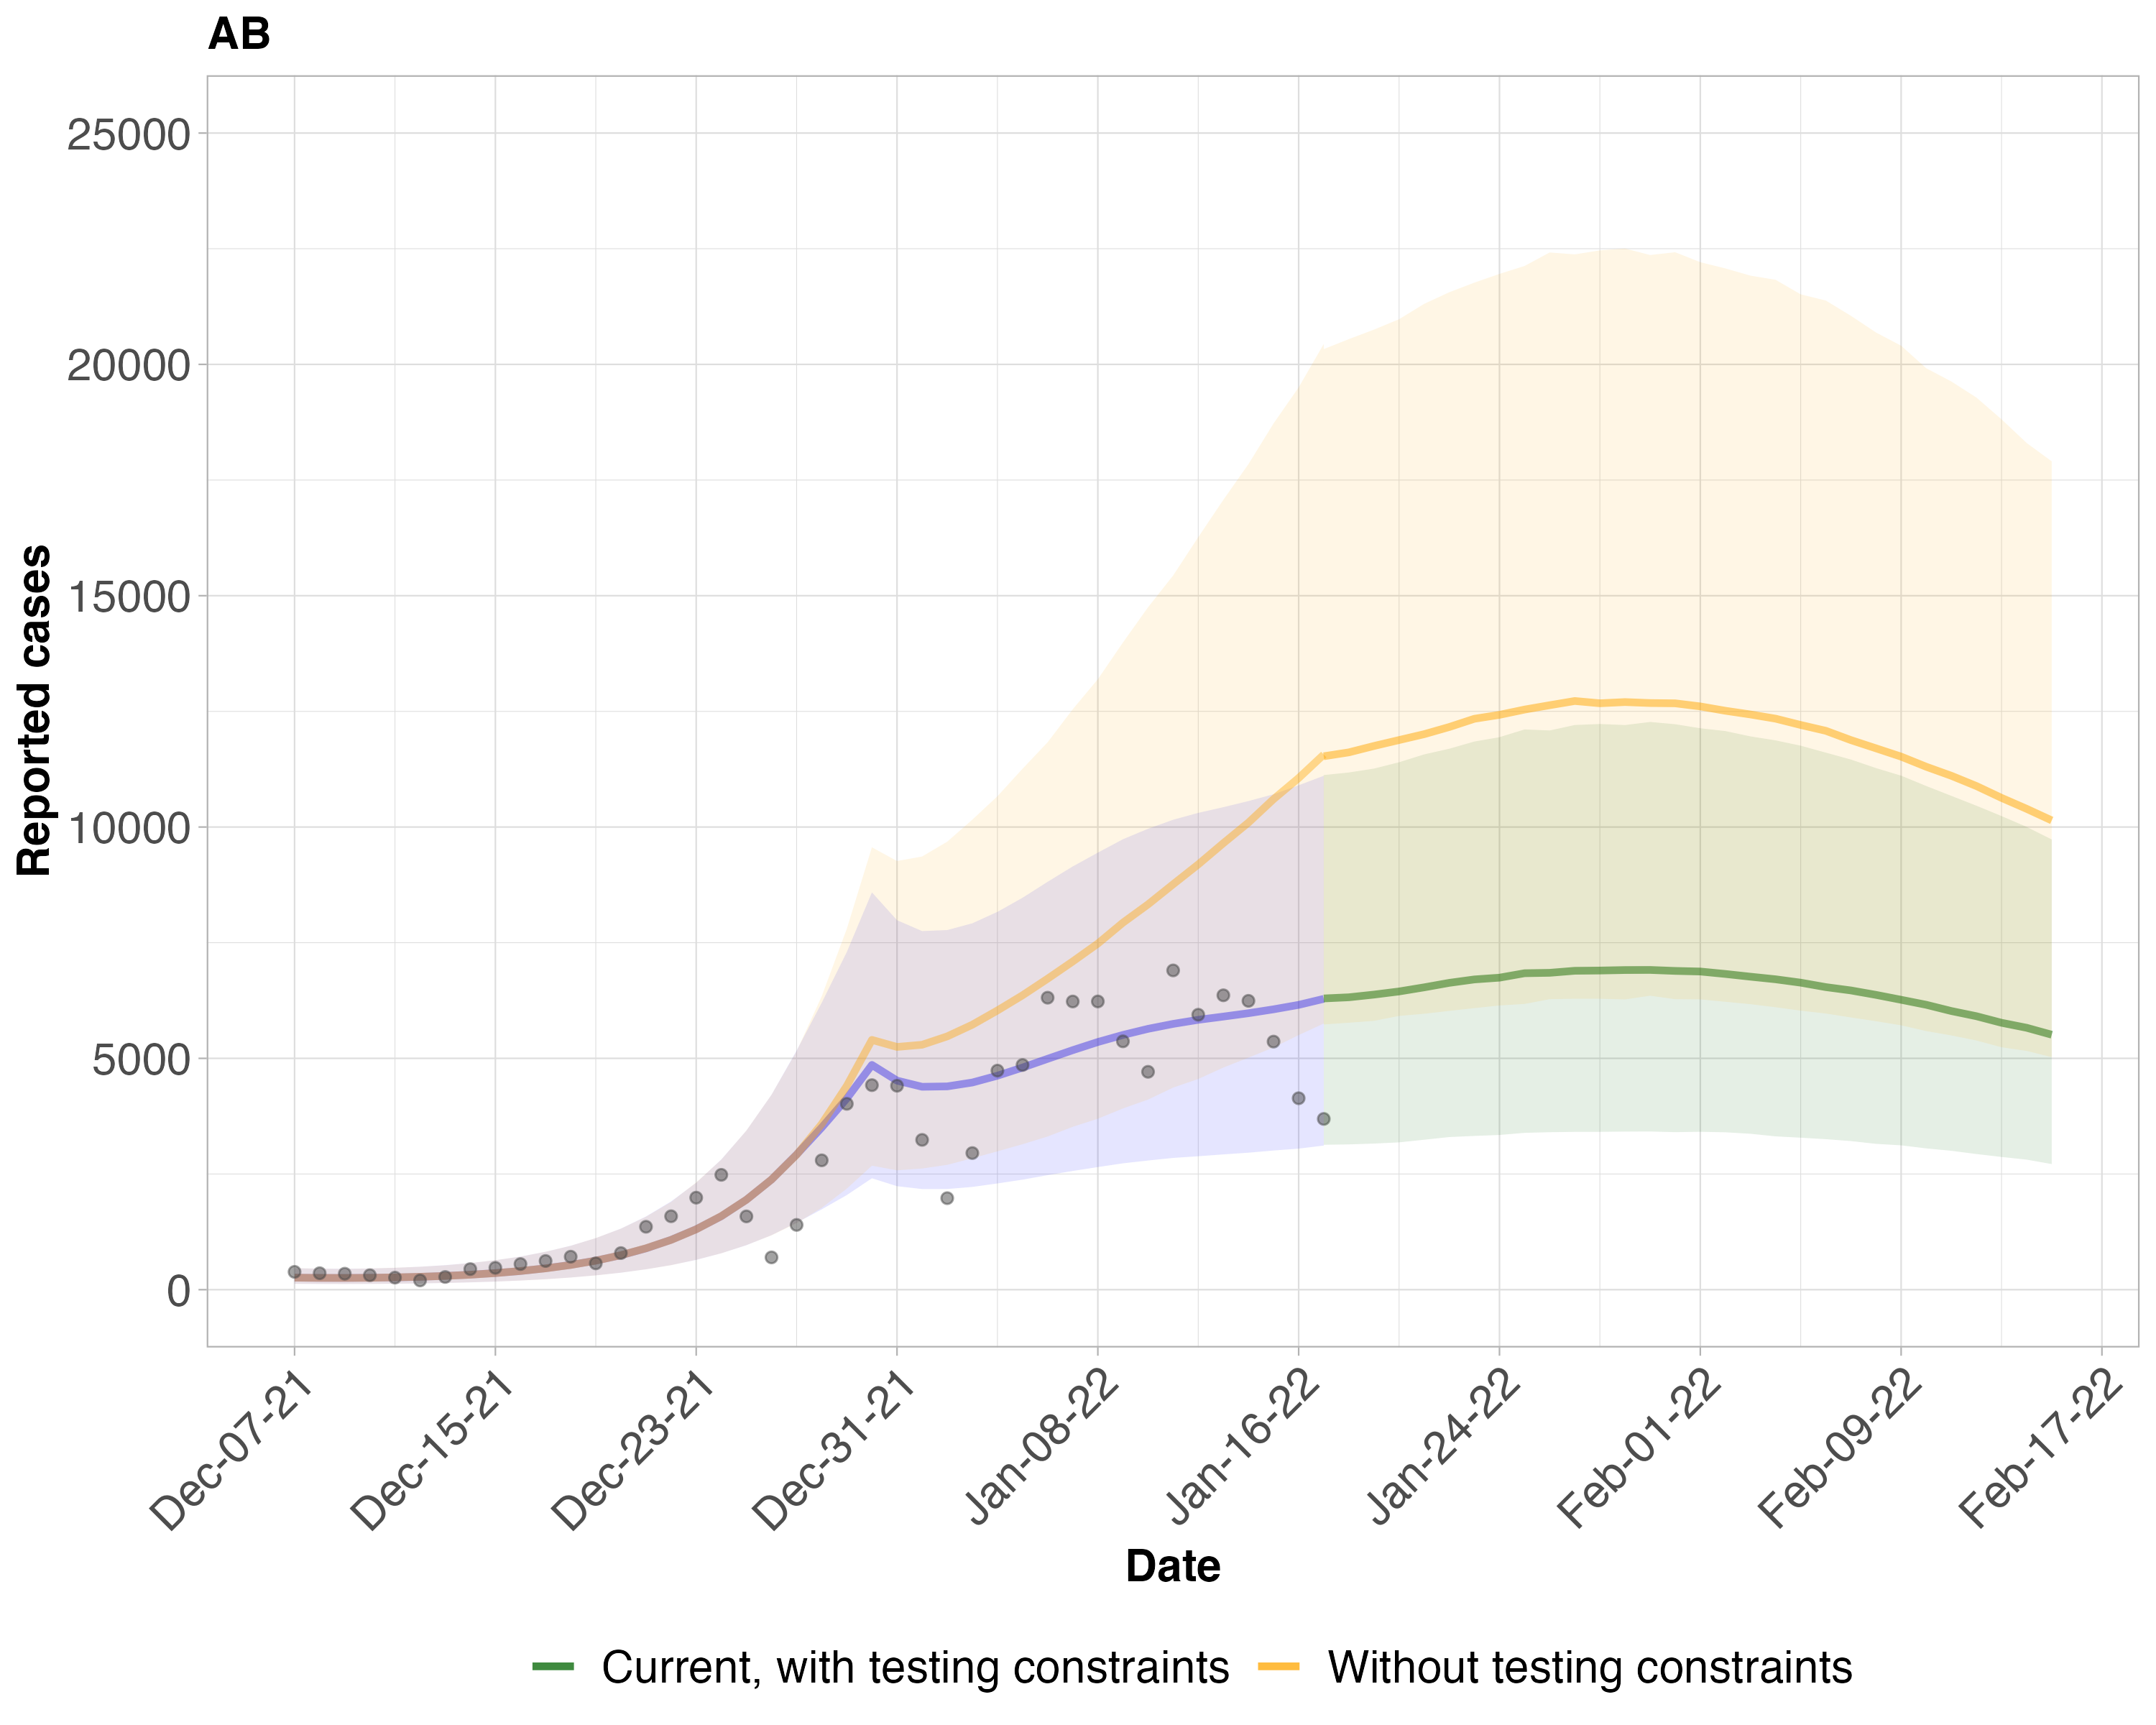 AB
25000
20000
15000
10000
5000
0
Reported cases
Dec-07-21
Dec-15-21
Dec-23-21
Dec-31-21
Jan-08-22
Jan-16-22
Jan-24-22
Feb-01-22
Feb-09-22
Feb-17-22
Date
Current, with testing constraints
Without testing constraints